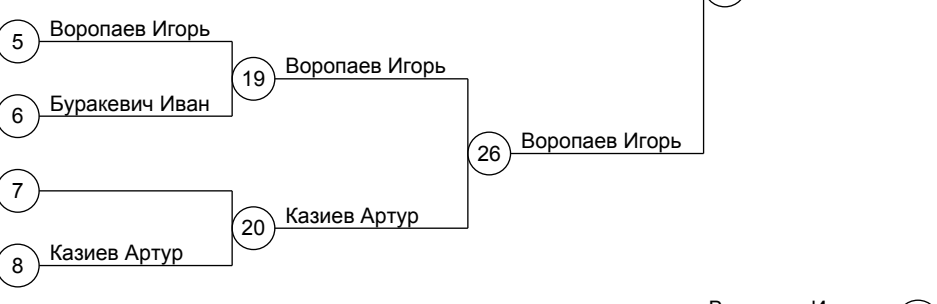 5 Воропаев Игорь
19 Воропаев Игорь
6 Буракевич Иван
26 Воропаев Игорь
7
20 Казиев Артур
8 Казиев Артур